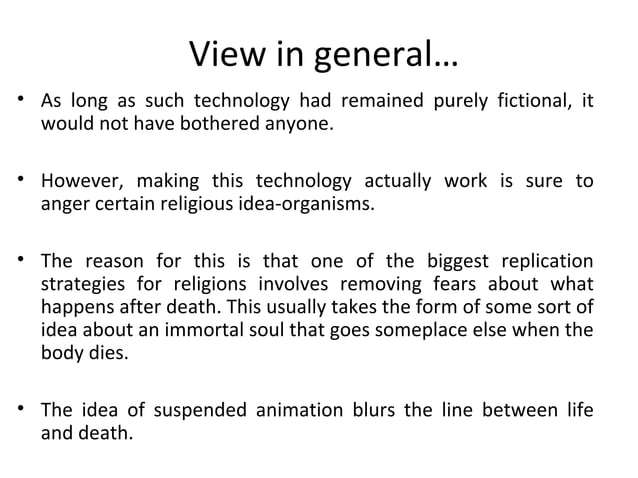 View in general…
• As long as such technology had remained purely fictional, it
would not have bothered anyone.
• However, making this technology actually work is sure to
anger certain religious idea-organisms.
• The reason for this is that one of the biggest replication
strategies for religions involves removing fears about what
happens after death. This usually takes the form of some sort of
idea about an immortal soul that goes someplace else when the
body dies.
• The idea of suspended animation blurs the line between life
and death.